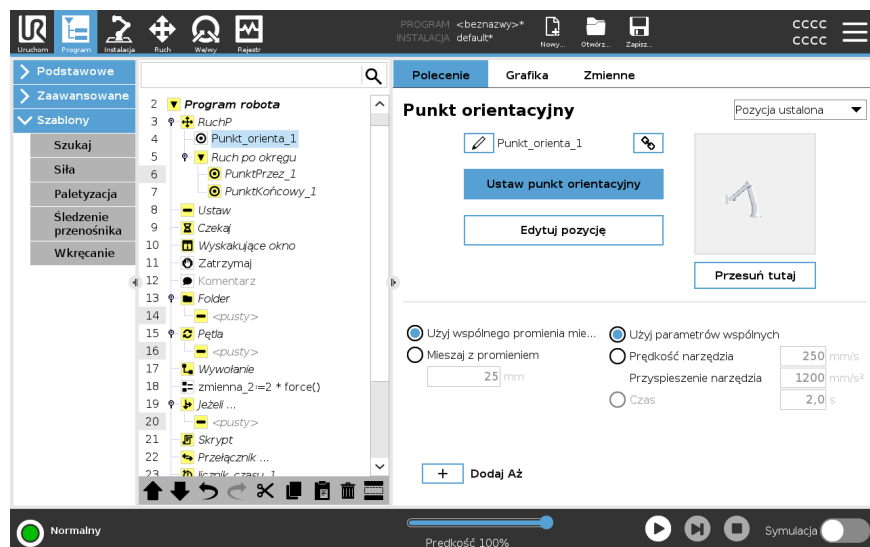 PROGRAM <beznazwy>*
INSTALACJA default*
Uruchom Program Instalacja Ruch We/wy Rejestr Nowy... Otwórz... Zapisz...
CCCC
CCCC
Podstawowe
Zaawansowane
Szablony
Szukaj
Siła
Paletyzacja
Śledzenie
przenośnika
Wkręcanie
2 Program robota
3 RuchP
4 Punkt_orienta_1
5 Ruch po okręgu
6 PunktPrzez_1
7 PunktKońcowy_1
8 Ustaw
9 Czekaj
10 Wyskakujące okno
11 Zatrzymaj
12 Komentarz
13 Folder
14 <pusty>
15 Pętla
16 <pusty>
17 Wywołanie
18 zmienna_2≔2 * force()
19 Jeżeli ...
20 <pusty>
21 Skrypt
22 Przełącznik ...
23 licznik_czasu_1
Polecenie Grafika Zmienne
Punkt orientacyjny
Pozycja ustalona
Punkt_orienta_1
Ustaw punkt orientacyjny
Edytuj pozycję
Przesuń tutaj
Użyj wspólnego promienia mie...
Mieszaj z promieniem
25 mm
Użyj parametrów wspólnych
Prędkość narzędzia 250 mm/s
Przyspieszenie narzędzia 1200 mm/s²
Czas 2,0 s
+ Dodaj Aż
Normalny
Prędkość 100%
Symulacja